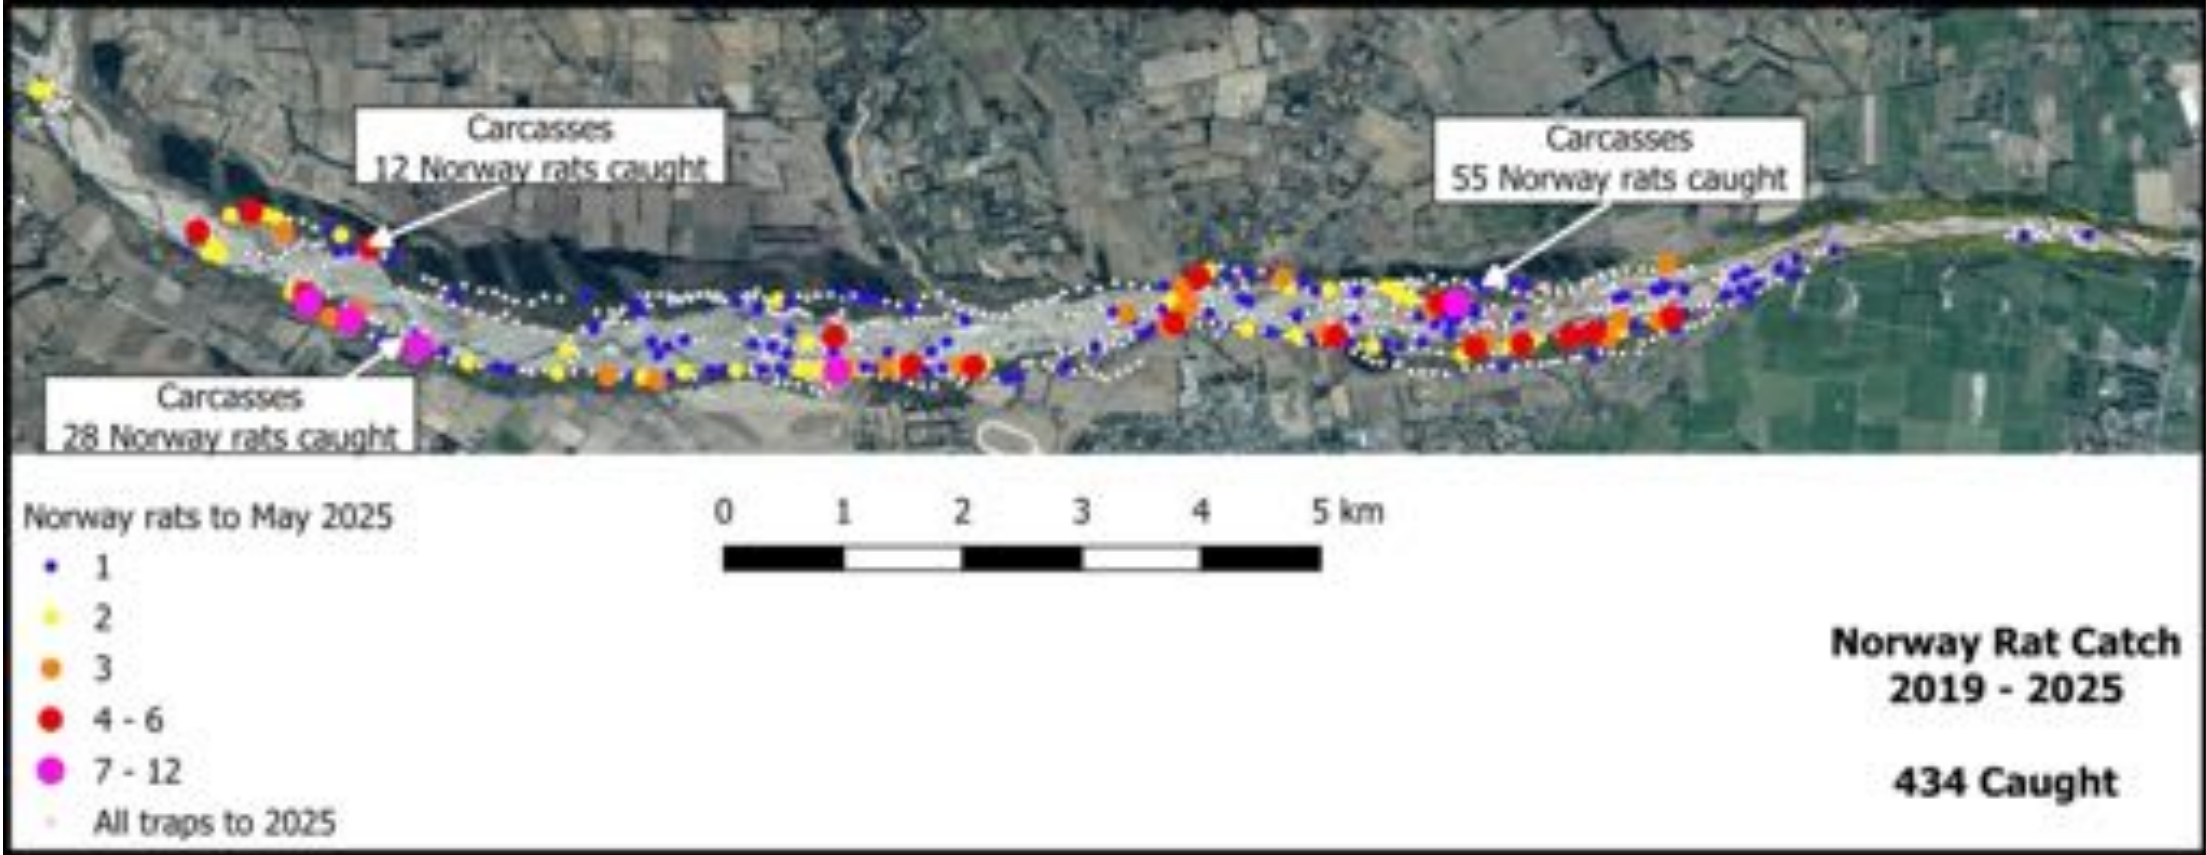 Carcasses
12 Norway rats caught
Carcasses
55 Norway rats caught
Carcasses
28 Norway rats caught
Norway rats to May 2025
1
2
3
4 - 6
7 - 12
All traps to 2025
0 1 2 3 4 5 km
Norway Rat Catch
2019 - 2025
434 Caught